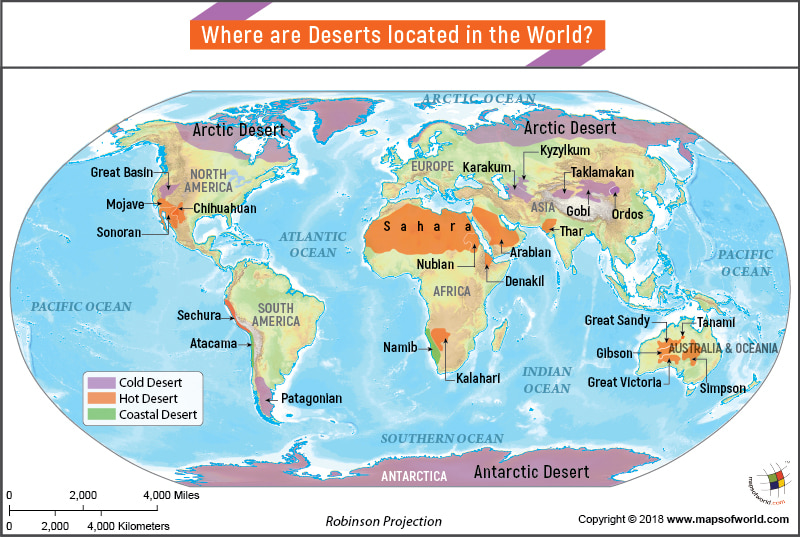 Where are Deserts located in the World?
ARCTIC OCEAN
Arctic Desert
Arctic Desert
Kyzylkum
EUROPE
Karakum
Taklamakan
Great Basin
NORTH
AMERICA
Mojave
Chihuahuan
ASIA
Gobi
Ordos
Sonoran
Sahara
Thar
ATLANTIC
OCEAN
Arabian
Nubian
PACIFIC
OCEAN
Denakil
AFRICA
PACIFIC OCEAN
SOUTH
AMERICA
Sechura
Great Sandy
Tanami
Atacama
Namib
Gibson
AUSTRALIA & OCEANIA
INDIAN
OCEAN
Kalahari
Great Victoria
Simpson
Cold Desert
Hot Desert
Coastal Desert
Patagonian
SOUTHERN OCEAN
ANTARCTICA
Antarctic Desert
mapsofworld.com
0 2,000 4,000 Miles
0 2,000 4,000 Kilometers
Robinson Projection
Copyright © 2018 www.mapsofworld.com